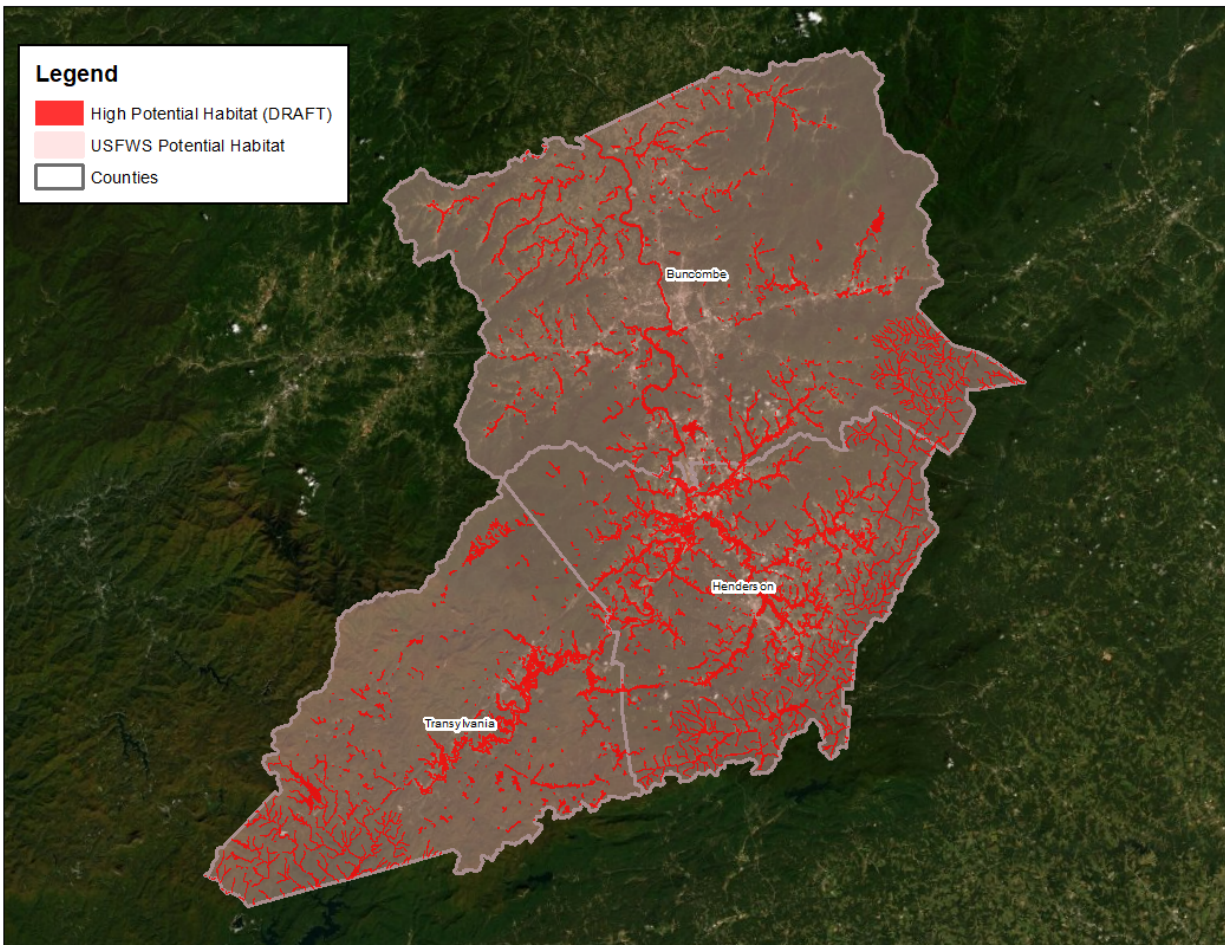 Legend
High Potential Habitat (DRAFT)
USFWS Potential Habitat
Counties
Buncombe
Henderson
Transylvania